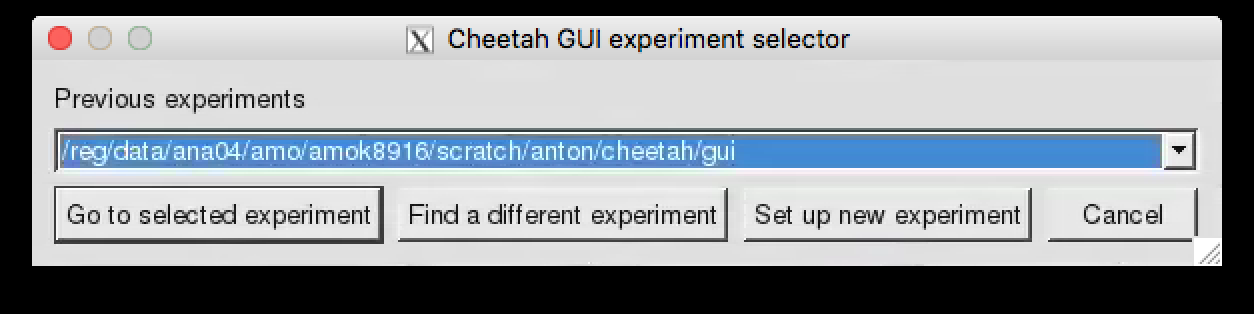 Cheetah GUI experiment selector
Previous experiments
/reg/data/ana04/amo/amok8916/scratch/anton/cheetah/gui
Go to selected experiment Find a different experiment Set up new experiment Cancel